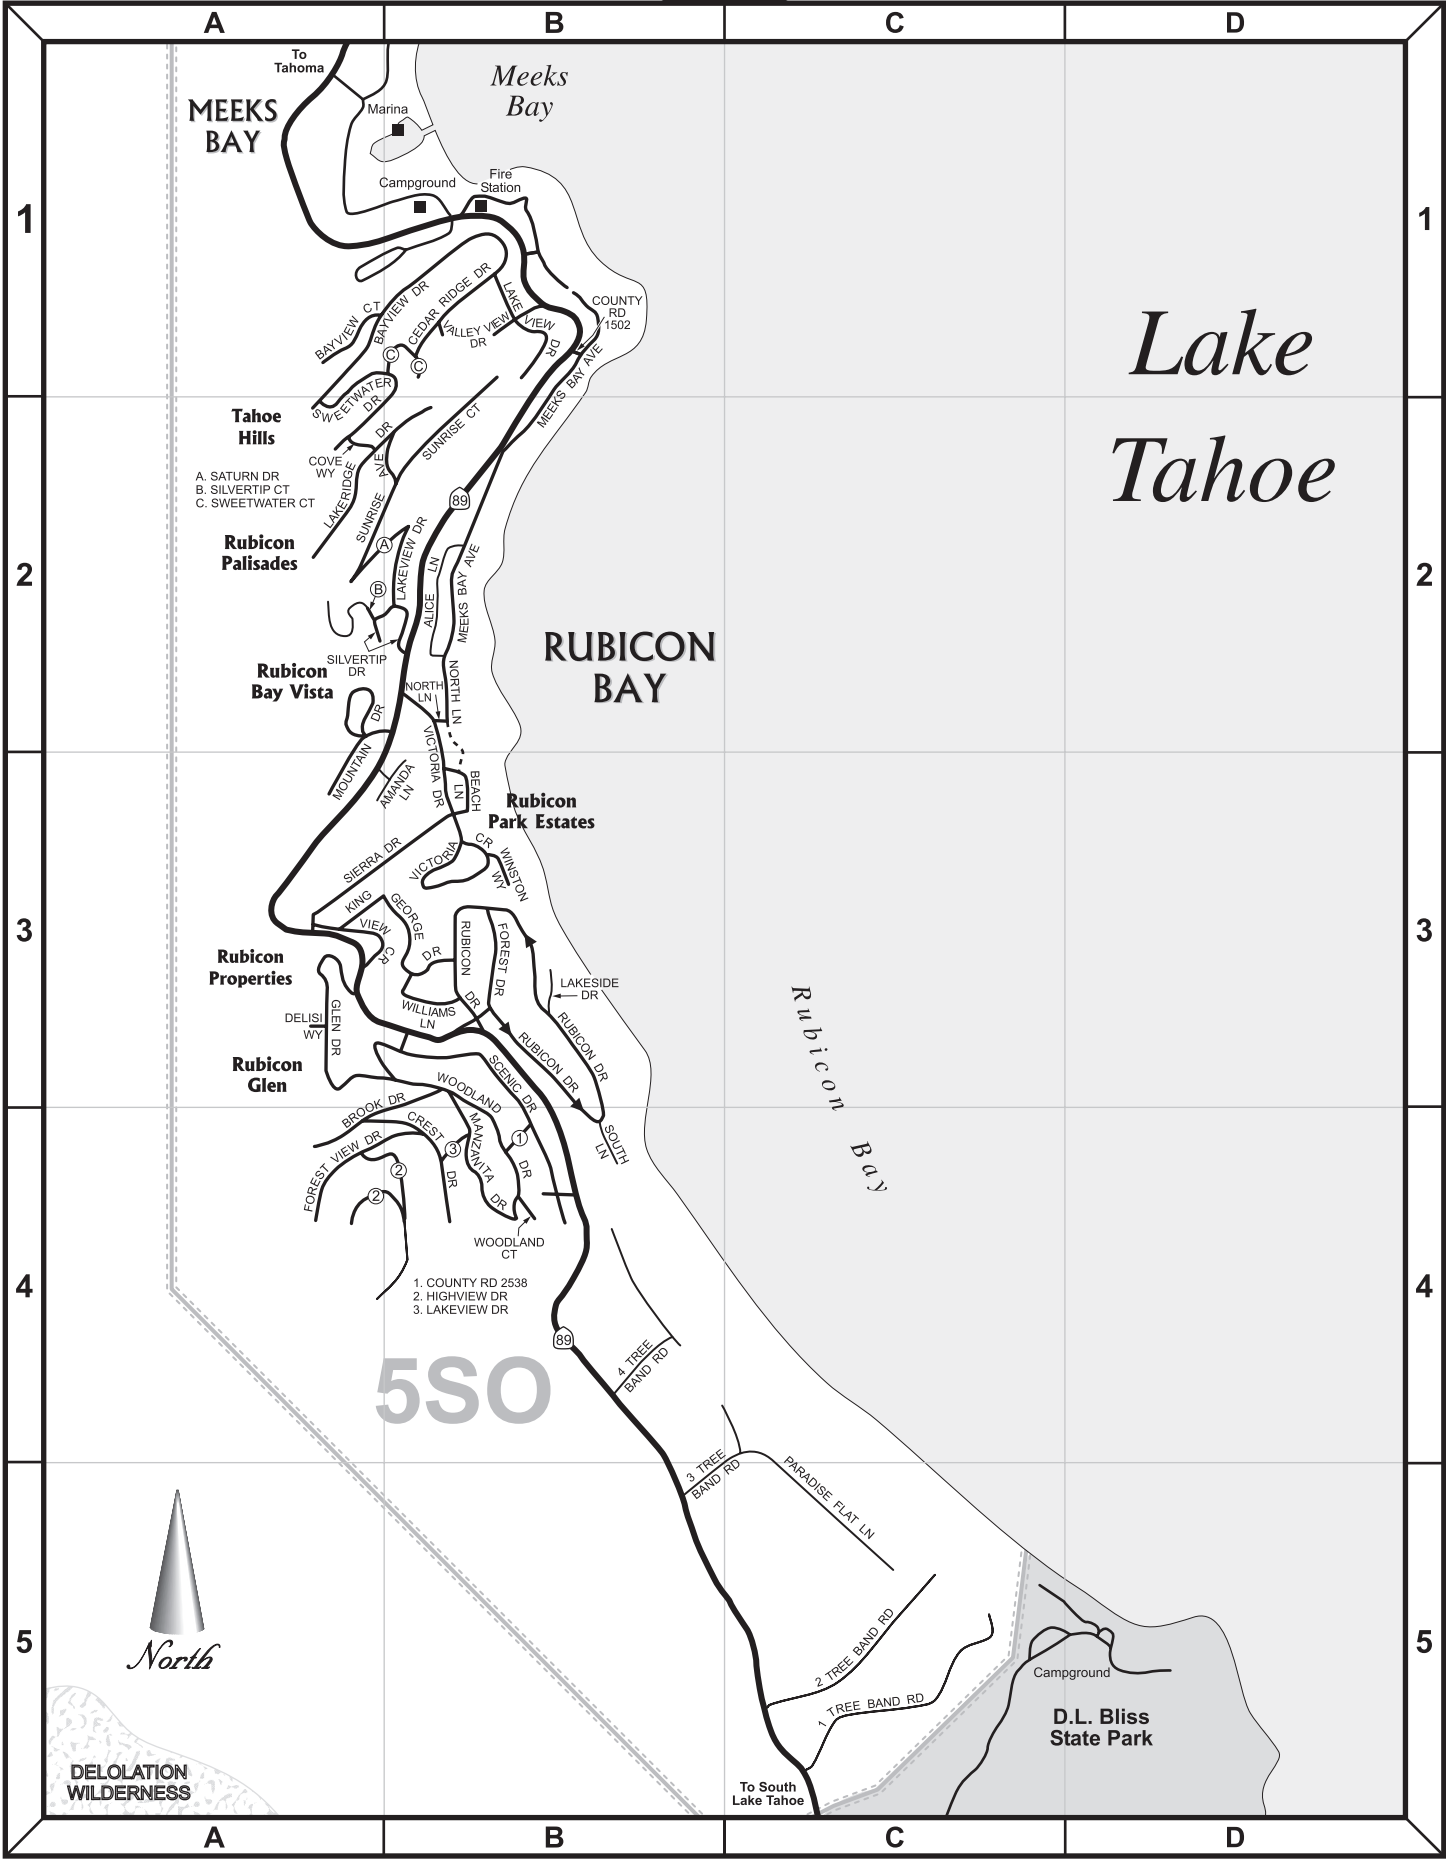 A B C D
To
Tahoma
Meeks
Bay
MEEKS
BAY
Marina
Campground
Fire
Station
1
1
BAYVIEW CT
BAYVIEW DR
CEDAR RIDGE DR
LAKE VIEW DR
VALLEY VIEW
DR
COUNTY
RD
1502
MEEKS BAY AVE
C
C
SWEETWATER
DR
Lake
Tahoe
Tahoe
Hills
COVE
WY
LAKERIDGE DR
SUNRISE AVE
SUNRISE CT
A. SATURN DR
B. SILVERTIP CT
C. SWEETWATER CT
89
Rubicon
Palisades
A
B
LAKEVIEW DR
ALICE LN
MEEKS BAY AVE
2
2
SILVERTIP
DR
RUBICON
BAY
Rubicon
Bay Vista
NORTH
LN
NORTH LN
MOUNTAIN DR
AMANDA
LN
VICTORIA DR
BEACH
LN
Rubicon
Park Estates
SIERRA DR
VICTORIA CR
WINSTON
WY
KING GEORGE DR
VIEW CR
3
3
RUBICON DR
FOREST DR
Rubicon
Properties
LAKESIDE
DR
WILLIAMS
LN
DELISI
WY
GLEN DR
RUBICON DR
RUBICON DR
Rubicon
Bay
Rubicon
Glen
SCENIC DR
WOODLAND DR
BROOK DR
CREST DR
MANZANITA DR
FOREST VIEW DR
1
3
2
2
SOUTH
LN
WOODLAND
CT
1. COUNTY RD 2538
2. HIGHVIEW DR
3. LAKEVIEW DR
4
4
89
4 TREE
BAND RD
5SO
3 TREE
BAND RD
PARADISE FLAT LN
North
5
5
2 TREE BAND RD
1 TREE BAND RD
Campground
D.L. Bliss
State Park
DELOLATION
WILDERNESS
To South
Lake Tahoe
A B C D